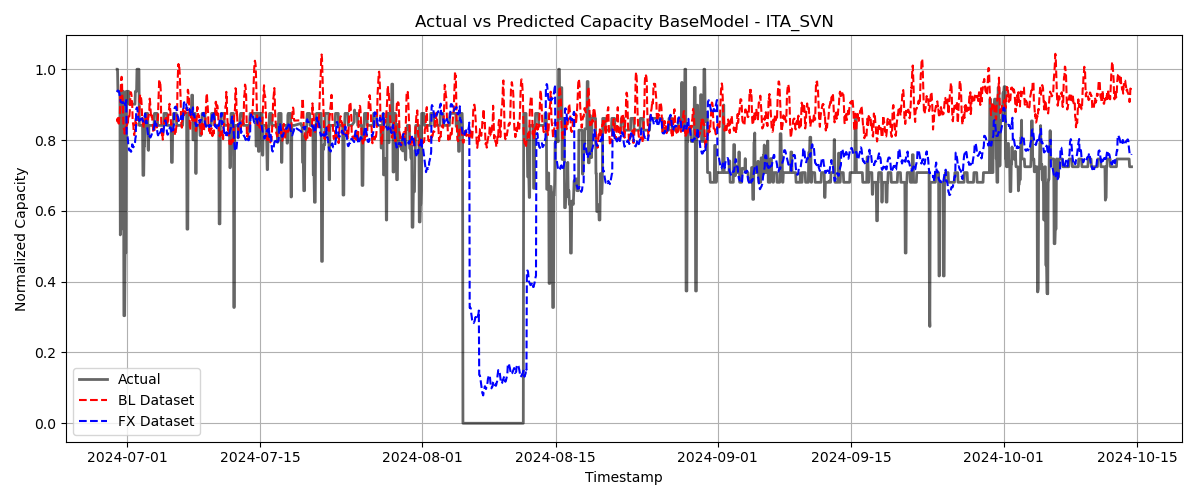 Actual vs Predicted Capacity BaseModel - ITA_SVN
Normalized Capacity
1.0
0.8
0.6
0.4
0.2
0.0
Actual
BL Dataset
FX Dataset
2024-07-01 2024-07-15 2024-08-01 2024-08-15 2024-09-01 2024-09-15 2024-10-01 2024-10-15
Timestamp